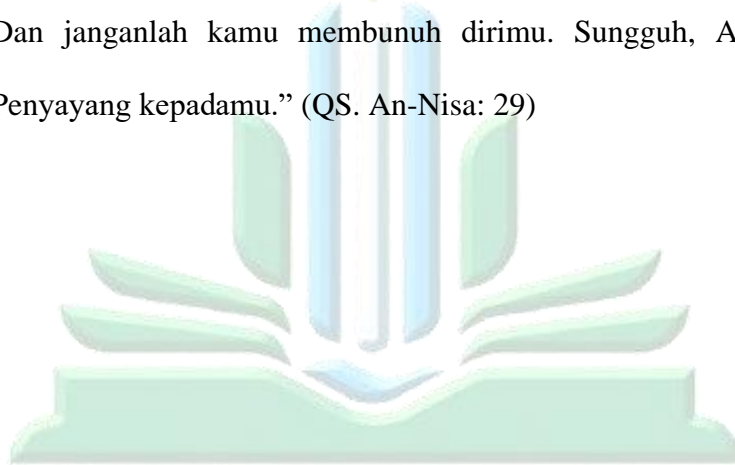 Dan janganlah kamu membunuh dirimu. Sungguh, A
Penyayang kepadamu.” (QS. An-Nisa: 29)